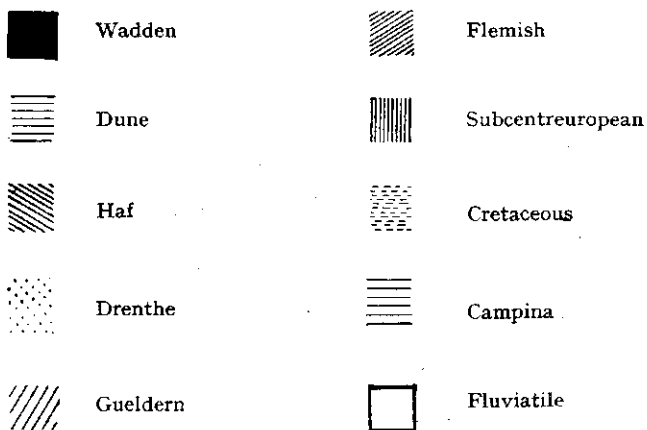 Wadden
Flemish
Dune
Subcentreuropean
Haf
Cretaceous
Drenthe
Campina
Gueldern
Fluviatile